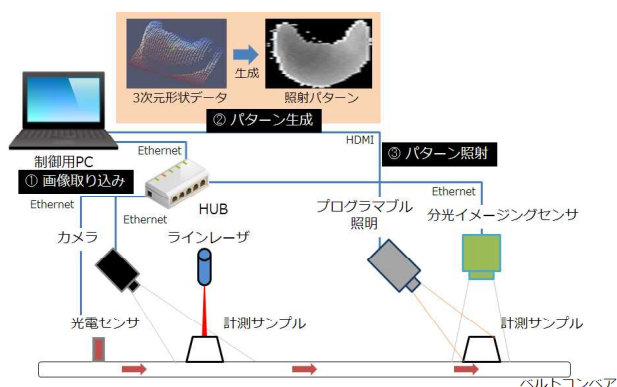 生成
3次元形状データ
照射パターン
② パターン生成
HDMI
Ethernet
制御用PC
③ パターン照射
① 画像取り込み
Ethernet
Ethernet
Ethernet
HUB
プログラマブル
照明
分光イメージングセンサ
カメラ
ラインレーザ
光電センサ
計測サンプル
計測サンプル
ベルトコンベア